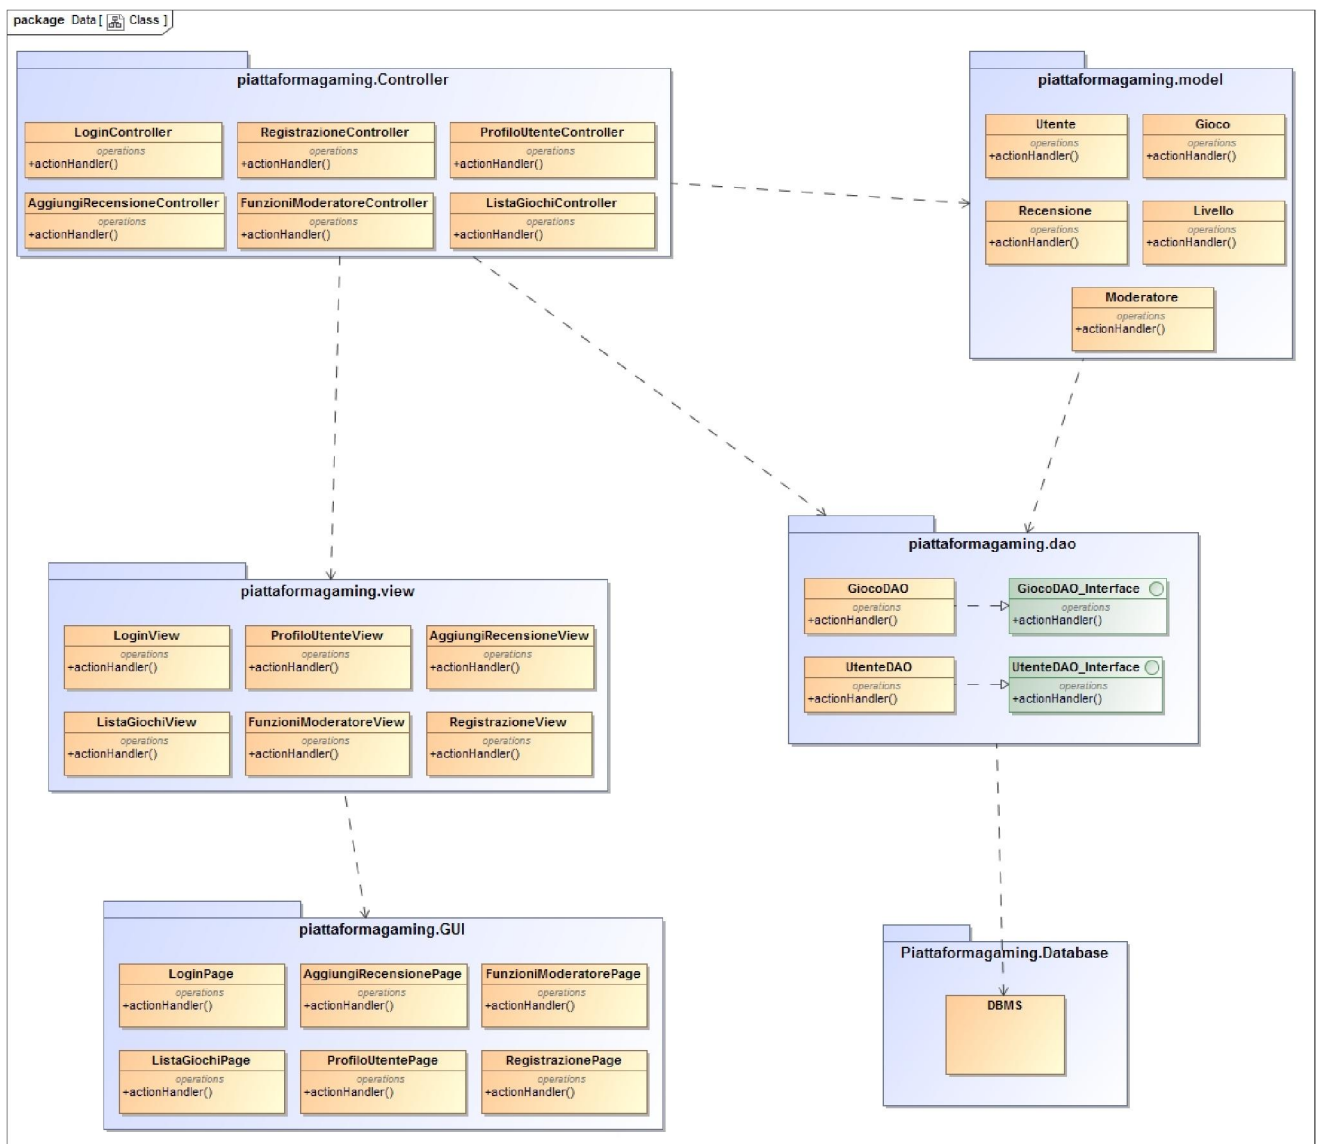 package Data [ Class ]
piattaformagaming.Controller
LoginController
operations
+actionHandler()
RegistrazioneController
operations
+actionHandler()
ProfiloUtenteController
operations
+actionHandler()
AggiungiRecensioneController
operations
+actionHandler()
FunzioniModeratoreController
operations
+actionHandler()
ListaGiochiController
operations
+actionHandler()
piattaformagaming.model
Utente
operations
+actionHandler()
Gioco
operations
+actionHandler()
Recensione
operations
+actionHandler()
Livello
operations
+actionHandler()
Moderatore
operations
+actionHandler()
piattaformagaming.dao
GiocoDAO
operations
+actionHandler()
GiocoDAO_Interface
operations
+actionHandler()
UtenteDAO
operations
+actionHandler()
UtenteDAO_Interface
operations
+actionHandler()
piattaformagaming.view
LoginView
operations
+actionHandler()
ProfiloUtenteView
operations
+actionHandler()
AggiungiRecensioneView
operations
+actionHandler()
ListaGiochiView
operations
+actionHandler()
FunzioniModeratoreView
operations
+actionHandler()
RegistrazioneView
operations
+actionHandler()
piattaformagaming.GUI
LoginPage
operations
+actionHandler()
AggiungiRecensionePage
operations
+actionHandler()
FunzioniModeratorePage
operations
+actionHandler()
ListaGiochiPage
operations
+actionHandler()
ProfiloUtentePage
operations
+actionHandler()
RegistrazionePage
operations
+actionHandler()
Piattaformagaming.Database
DBMS